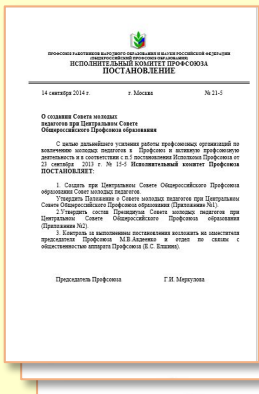 ПРОФСОЮЗ РАБОТНИКОВ НАРОДНОГО ОБРАЗОВАНИЯ И НАУКИ РОССИЙСКОЙ ФЕДЕРАЦИИ
(ОБЩЕРОССИЙСКИЙ ПРОФСОЮЗ ОБРАЗОВАНИЯ)
ИСПОЛНИТЕЛЬНЫЙ КОМИТЕТ ПРОФСОЮЗА
ПОСТАНОВЛЕНИЕ
14 сентября 2014 г. г. Москва № 21-5
О создании Совета молодых
педагогов при Центральном Совете
Общероссийского Профсоюза образования
С целью дальнейшего усиления работы профсоюзных организаций по
вовлечению молодых педагогов в Профсоюз и активную профсоюзную
деятельность и в соответствии с п.5 постановления Исполкома Профсоюза от
23 сентября 2013 г. № 15-5 Исполнительный комитет Профсоюза
ПОСТАНОВЛЯЕТ:
1. Создать при Центральном Совете Общероссийского Профсоюза
образования Совет молодых педагогов.
Утвердить Положение о Совете молодых педагогов при Центральном
Совете Общероссийского Профсоюза образования (Приложение №1).
2.Утвердить состав Президиума Совета молодых педагогов при
Центральном Совете Общероссийского Профсоюза образования
(Приложение №2).
3. Контроль за выполнением постановления возложить на заместителя
председателя Профсоюза М.В.Авденко и отдел по связям с
общественностью аппарата Профсоюза (Е.С. Елшина).
Председатель Профсоюза Г.И. Меркулова